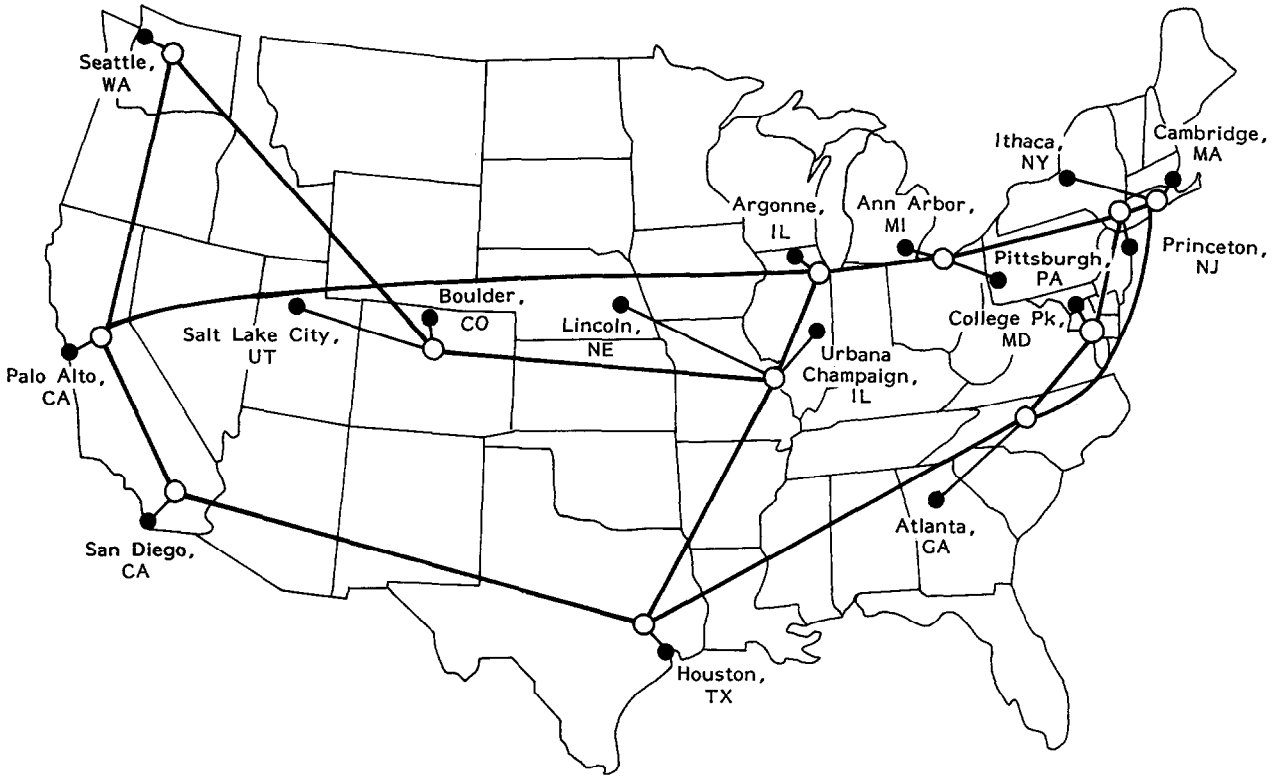 Seattle,
WA
Ithaca,
NY
Cambridge,
MA
Argonne,
IL
Ann Arbor,
MI
Pittsburgh,
PA
Princeton,
NJ
Boulder,
CO
Salt Lake City,
UT
Lincoln,
NE
College Pk,
MD
Urbana
Champaign,
IL
Palo Alto,
CA
San Diego,
CA
Atlanta,
GA
Houston,
TX